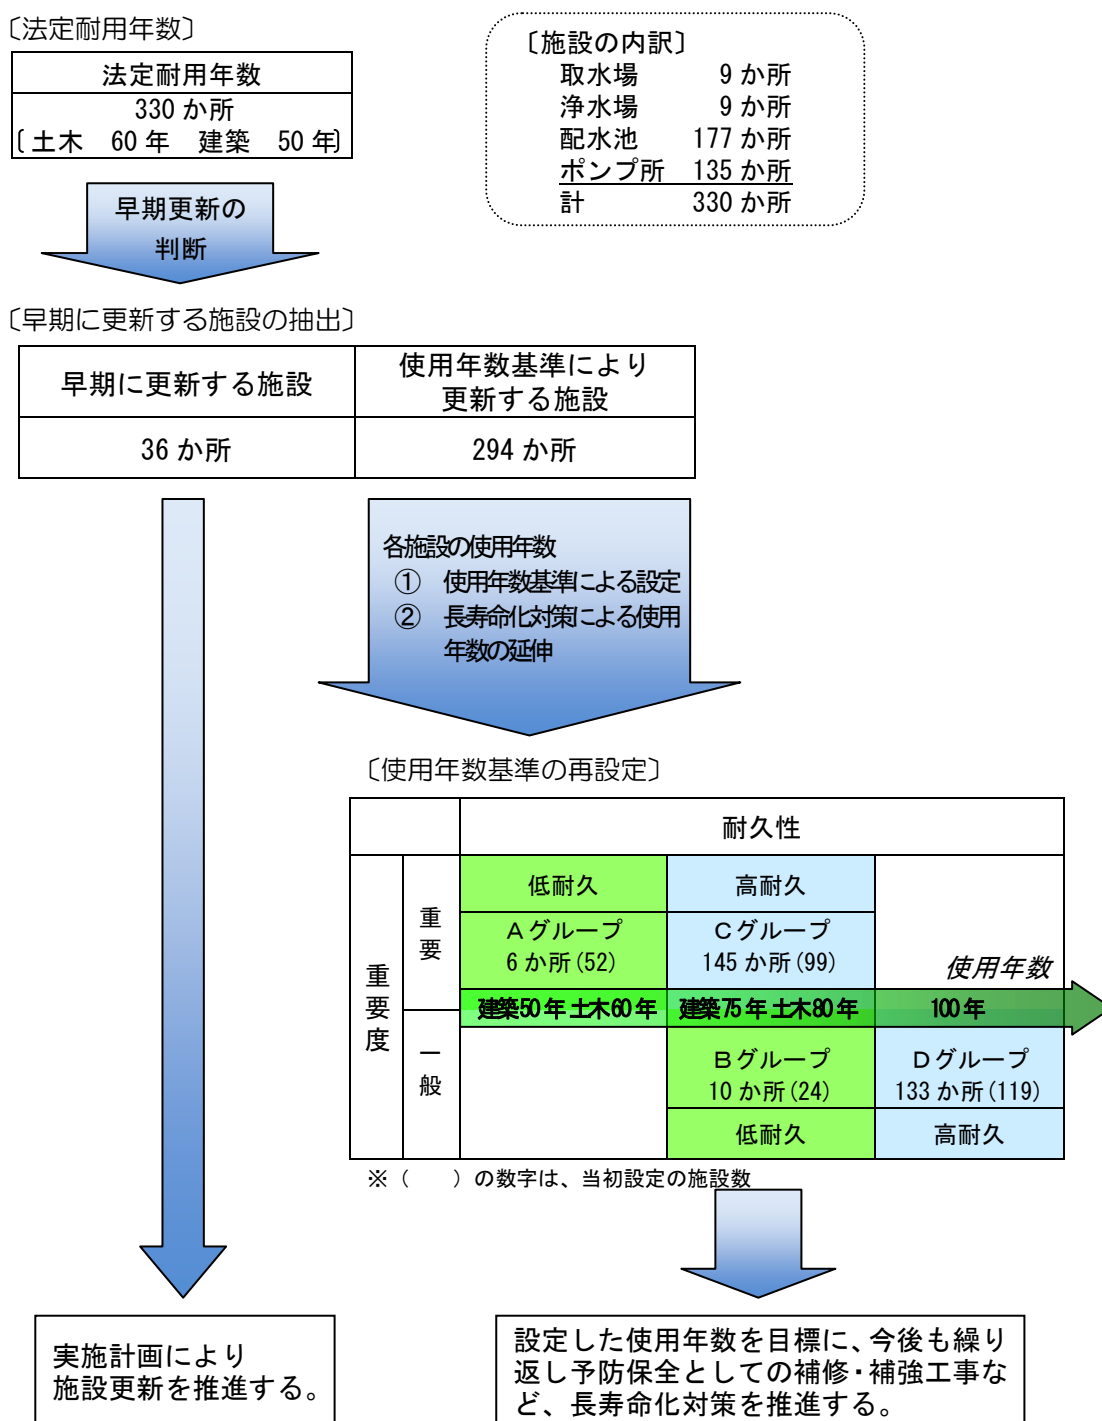 〔法定耐用年数〕
法定耐用年数
330 か所
〔土木　60 年　建築　50 年〕
〔施設の内訳〕
取水場　9 か所
浄水場　9 か所
配水池　177 か所
ポンプ所　135 か所
計　330 か所
早期更新の
判断
〔早期に更新する施設の抽出〕
早期に更新する施設
使用年数基準により
更新する施設
36 か所
294 か所
各施設の使用年数
①　使用年数基準による設定
②　長寿命化対策による使用
年数の延伸
〔使用年数基準の再設定〕
耐久性
重要度
重要
低耐久
高耐久
Ａグループ
6 か所(52)
Ｃグループ
145 か所(99)
使用年数
建築50年 土木60年
建築75年 土木80年
100年
一般
Ｂグループ
10 か所(24)
Ｄグループ
133 か所(119)
低耐久
高耐久
※（　　）の数字は、当初設定の施設数
実施計画により
施設更新を推進する。
設定した使用年数を目標に、今後も繰り
返し予防保全としての補修・補強工事な
ど、長寿命化対策を推進する。